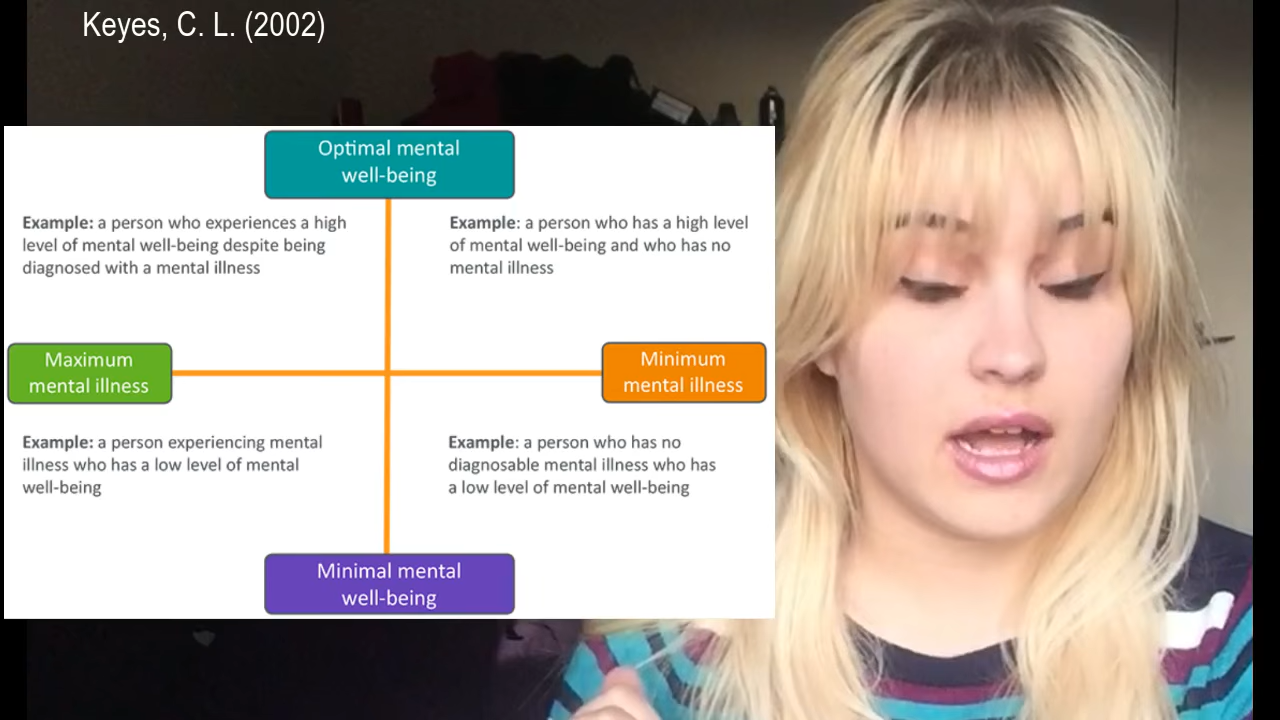 Keyes, C. L. (2002)
Optimal mental
well-being
Example: a person who experiences a high
level of mental well-being despite being
diagnosed with a mental illness
Example: a person who has a high level
of mental well-being and who has no
mental illness
Maximum
mental illness
Minimum
mental illness
Example: a person experiencing mental
illness who has a low level of mental
well-being
Example: a person who has no
diagnosable mental illness who has
a low level of mental well-being
Minimal mental
well-being